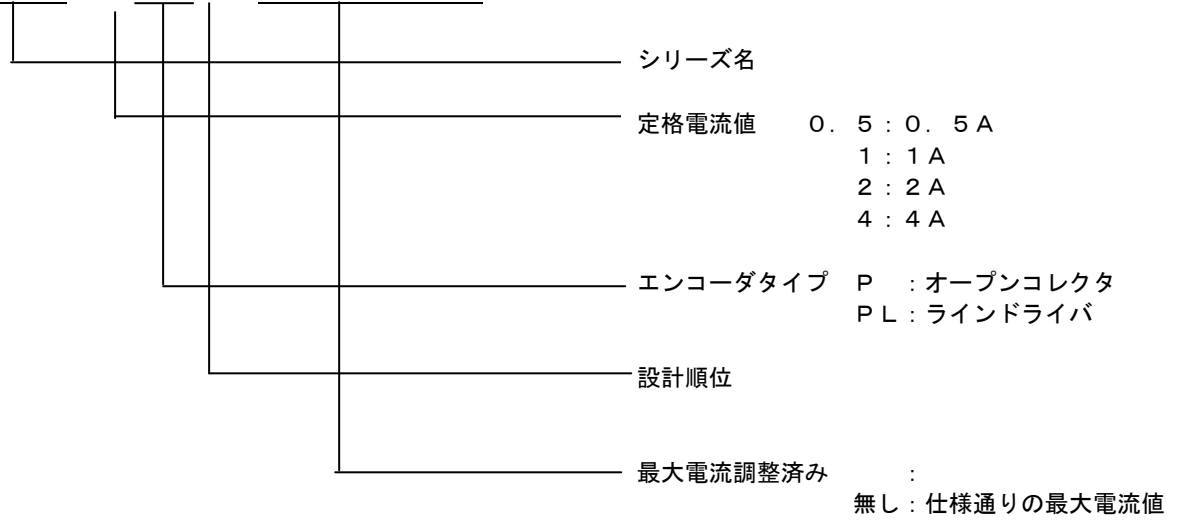 シリーズ名
定格電流値 ０．５：０．５Ａ
１：１Ａ
２：２Ａ
４：４Ａ
エンコーダタイプ Ｐ ：オープンコレクタ
ＰＬ：ラインドライバ
設計順位
最大電流調整済み ：
無し：仕様通りの最大電流値